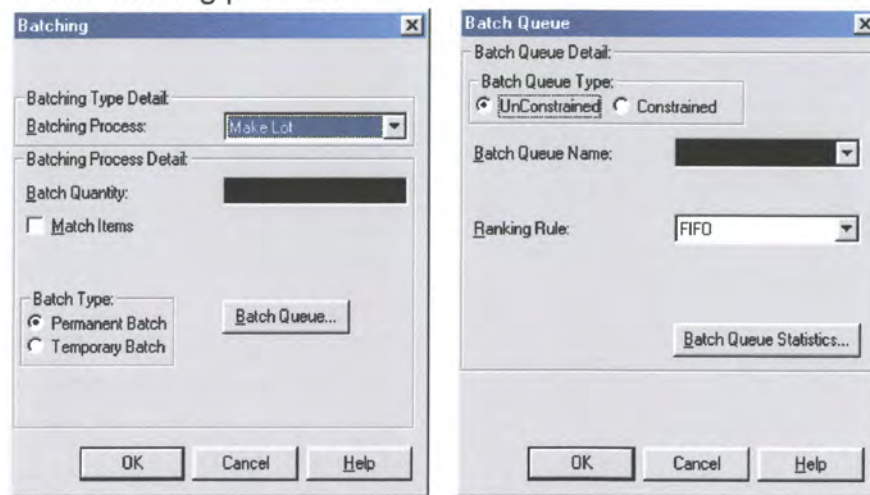 Batching
Batching Type Detail:
Batching Process: Make Lot
Batching Process Detail:
Batch Quantity:
Match Items
Batch Type:
Permanent Batch
Temporary Batch
Batch Queue...
OK Cancel Help
Batch Queue
Batch Queue Detail:
Batch Queue Type:
UnConstrained Constrained
Batch Queue Name:
Ranking Rule: FIFO
Batch Queue Statistics...
OK Cancel Help